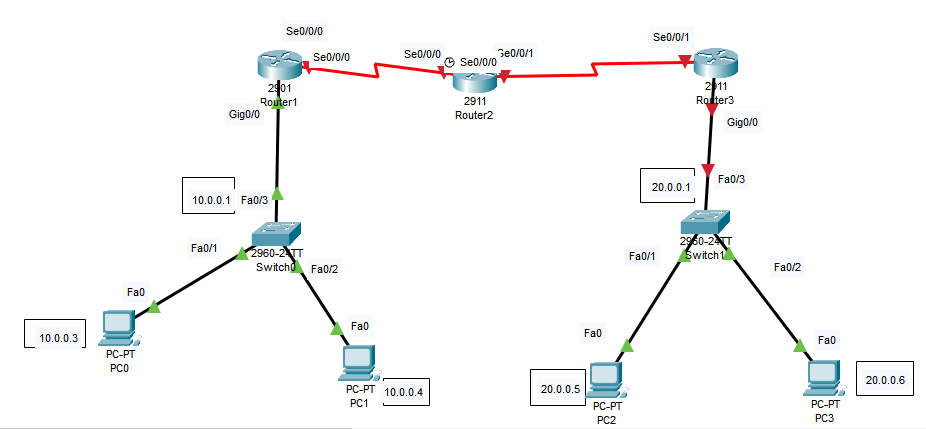 Se0/0/0
Se0/0/0
Se0/0/0
Se0/0/0
Se0/0/1
Se0/0/1
2901
Router1
2911
Router2
2911
Router3
Gig0/0
Gig0/0
10.0.0.1
Fa0/3
20.0.0.1
Fa0/3
Fa0/1
2960-24TT
Switch0
Fa0/2
Fa0/1
2960-24TT
Switch1
Fa0/2
Fa0
Fa0
Fa0
Fa0
10.0.0.3
PC-PT
PC0
PC-PT
PC1
10.0.0.4
20.0.0.5
PC-PT
PC2
PC-PT
PC3
20.0.0.6